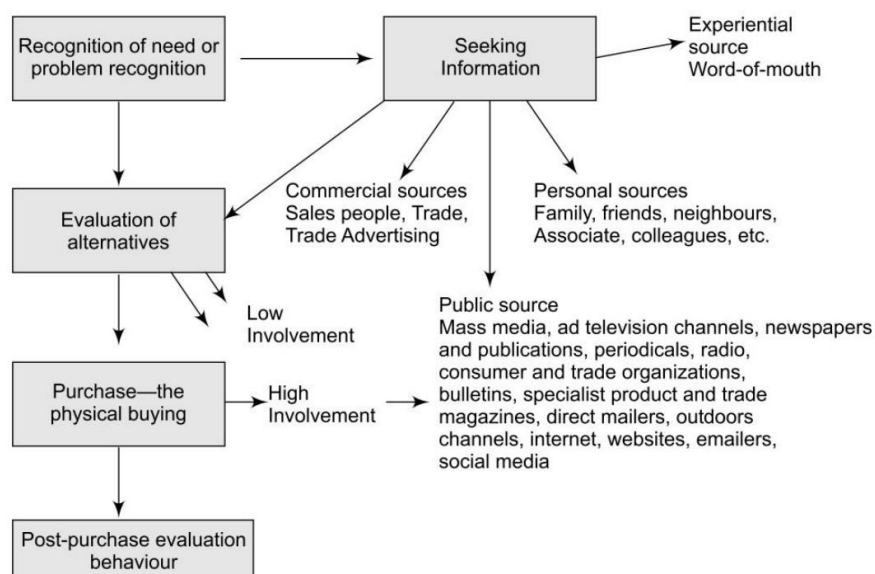 Recognition of need or
problem recognition
Seeking
Information
Experiential
source
Word-of-mouth
Commercial sources
Sales people, Trade,
Trade Advertising
Personal sources
Family, friends, neighbours,
Associate, colleagues, etc.
Evaluation of
alternatives
Low
Involvement
Public source
Mass media, ad television channels, newspapers
and publications, periodicals, radio,
consumer and trade organizations,
bulletins, specialist product and trade
magazines, direct mailers, outdoors
channels, internet, websites, emailers,
social media
Purchase—the
physical buying
High
Involvement
Post-purchase evaluation
behaviour